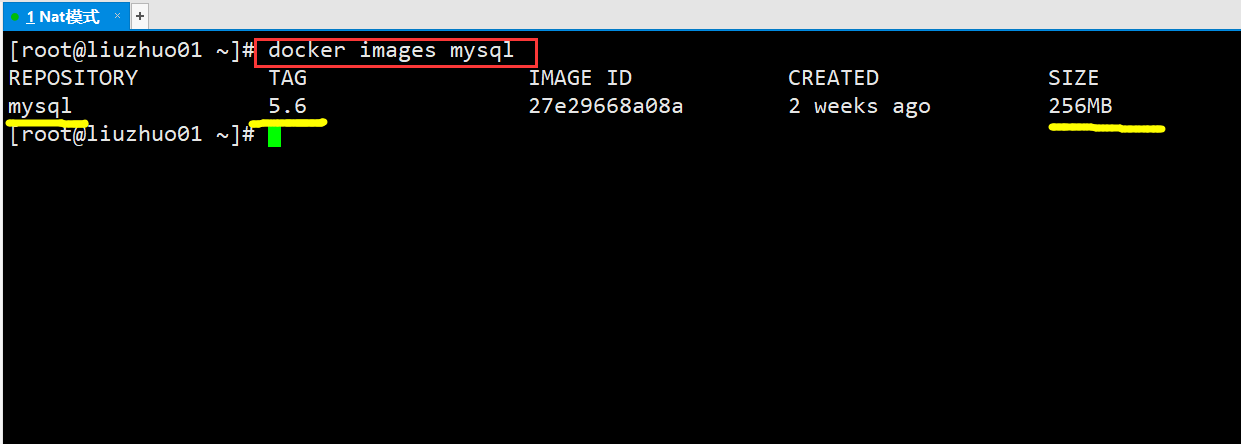 1 Nat模式 × +
[root@liuzhuo01 ~]# docker images mysql
REPOSITORY TAG IMAGE ID CREATED SIZE
mysql 5.6 27e29668a08a 2 weeks ago 256MB
[root@liuzhuo01 ~]#